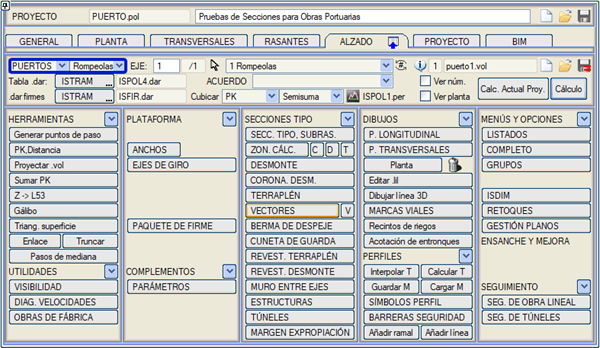 PROYECTO PUERTO.pol Pruebas de Secciones para Obras Portuarias
GENERAL PLANTA TRANSVERSALES RASANTES ALZADO PROYECTO BIM
PUERTOS Rompeolas EJE: 1 /1 1 Rompeolas 1 puerto1.vol
Tabla .dar: ISTRAM ... ISPOL4.dar ACUERDO Ver núm. Calc. Actual Proy. Cálculo
dar firmes ISTRAM ... ISFIR.dar Cubicar PK Semisuma ISPOL1 per Ver planta
HERRAMIENTAS
Generar puntos de paso
PK,Distancia
Proyectar .vol
Sumar PK
Z -> L53
Gálibo
Triang. superficie
Enlace Truncar
Pasos de mediana
UTILIDADES
VISIBILIDAD
DIAG. VELOCIDADES
OBRAS DE FÁBRICA
PLATAFORMA
ANCHOS
EJES DE GIRO
PAQUETE DE FIRME
COMPLEMENTOS
PARÁMETROS
SECCIONES TIPO
SECC. TIPO, SUBRAS.
ZON. CÁLC. C D T
DESMONTE
CORONA. DESM.
TERRAPLÉN
VECTORES V
BERMA DE DESPEJE
CUNETA DE GUARDA
REVEST. TERRAPLÉN
REVEST. DESMONTE
MURO ENTRE EJES
ESTRUCTURAS
TÚNELES
MARGEN EXPROPIACIÓN
DIBUJOS
P. LONGITUDINAL
P. TRANSVERSALES
Planta
Editar .lil
Dibujar línea 3D
MARCAS VIALES
Recintos de riegos
Acotación de entronques
PERFILES
Interpolar T Calcular T
Guardar M Cargar M
SÍMBOLOS PERFIL
BARRERAS SEGURIDAD
Añadir ramal Añadir línea
MENÚS Y OPCIONES
LISTADOS
COMPLETO
GRUPOS
ISDIM
RETOQUES
GESTIÓN PLANOS
ENSANCHE Y MEJORA
SEGUIMIENTO
SEG. DE OBRA LINEAL
SEG. DE TÚNELES